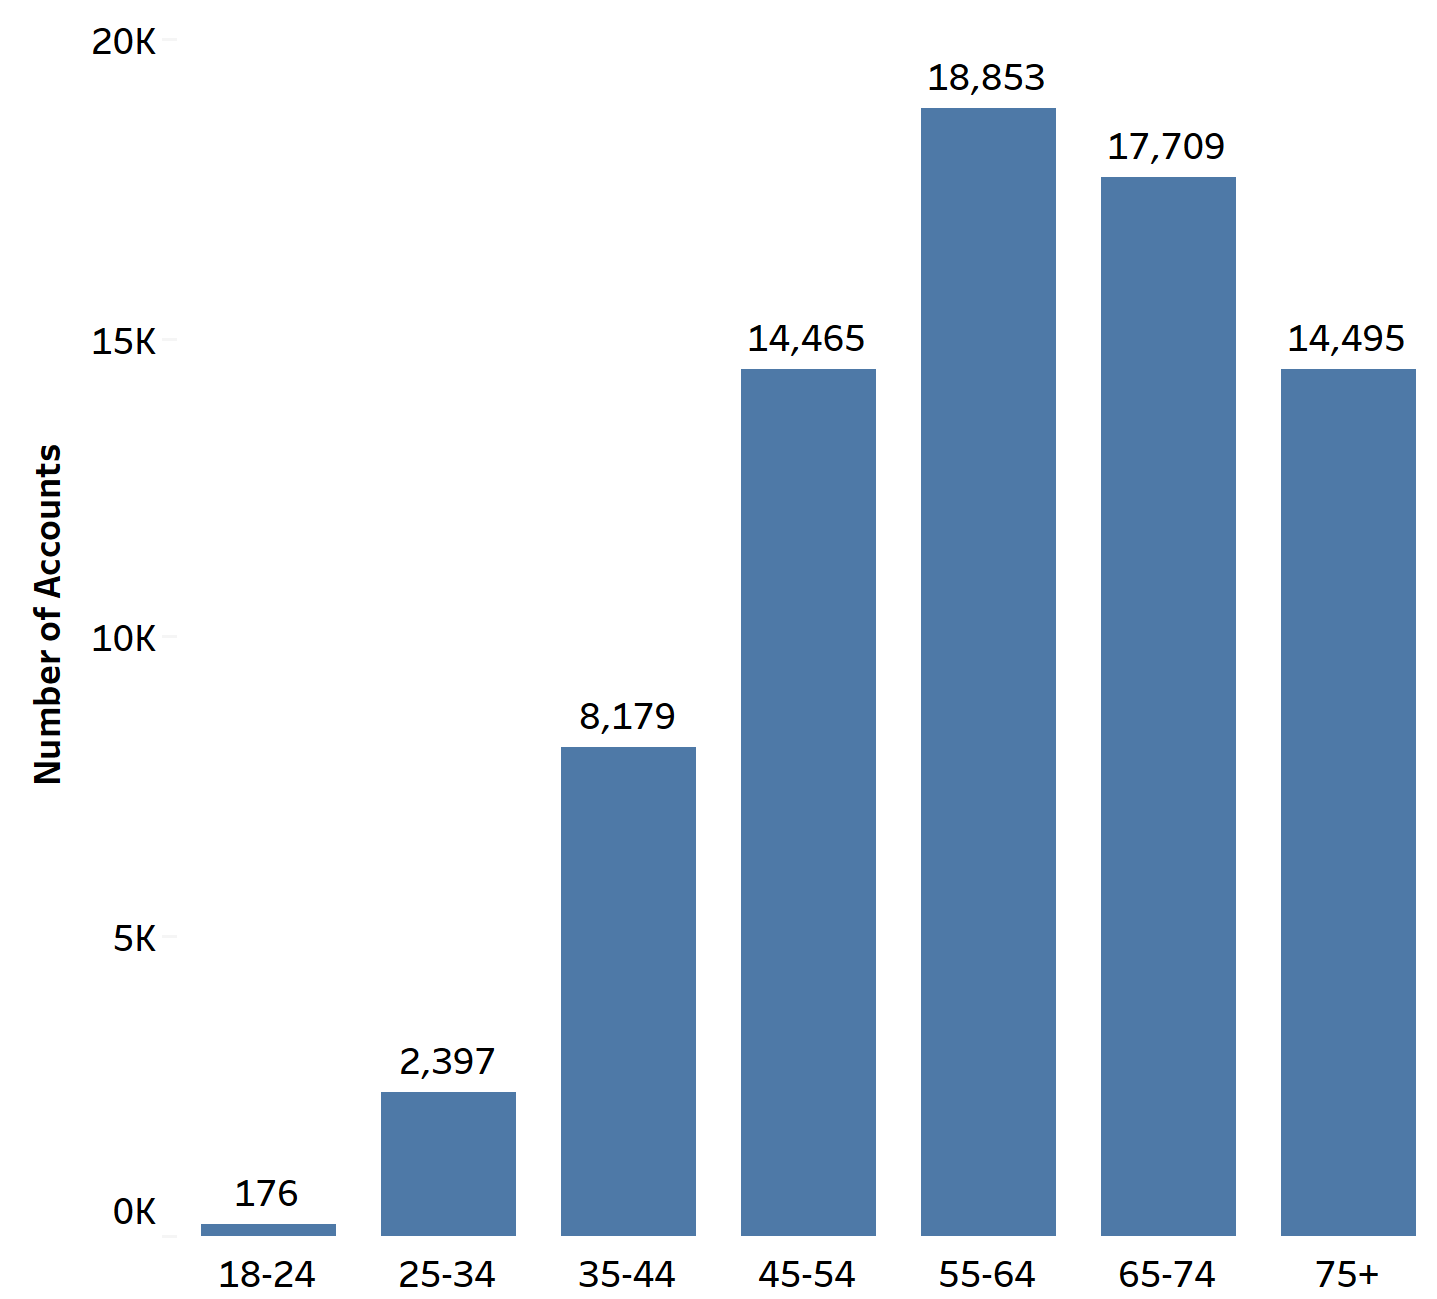 20K
18,853
17,709
15K
14,465
14,495
Number of Accounts
10K
8,179
5K
2,397
176
0K
18-24
25-34
35-44
45-54
55-64
65-74
75+